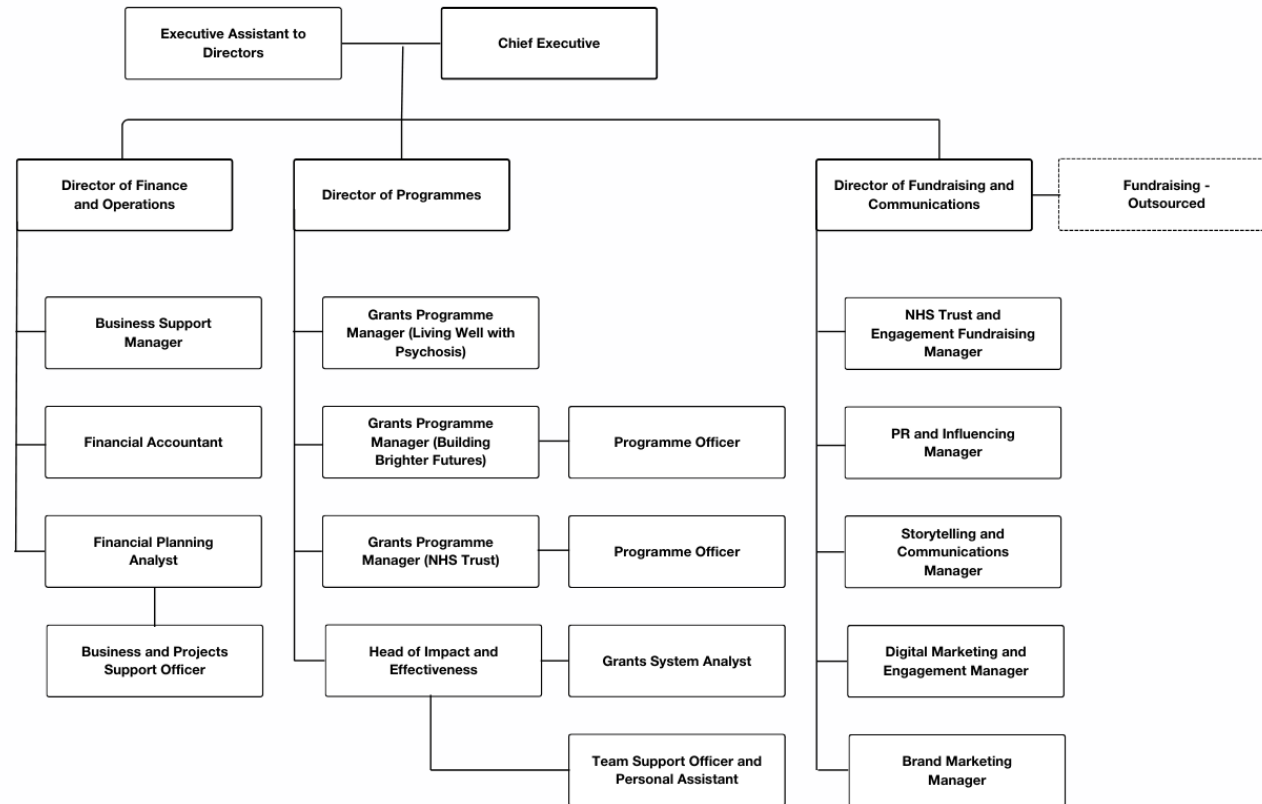 Executive Assistant to
Directors
Chief Executive
Director of Finance
and Operations
Director of Programmes
Director of Fundraising and
Communications
Fundraising -
Outsourced
Business Support
Manager
Grants Programme
Manager (Living Well with
Psychosis)
NHS Trust and
Engagement Fundraising
Manager
Financial Accountant
Grants Programme
Manager (Building
Brighter Futures)
Programme Officer
PR and Influencing
Manager
Financial Planning
Analyst
Grants Programme
Manager (NHS Trust)
Programme Officer
Storytelling and
Communications
Manager
Business and Projects
Support Officer
Head of Impact and
Effectiveness
Grants System Analyst
Digital Marketing and
Engagement Manager
Team Support Officer and
Personal Assistant
Brand Marketing
Manager